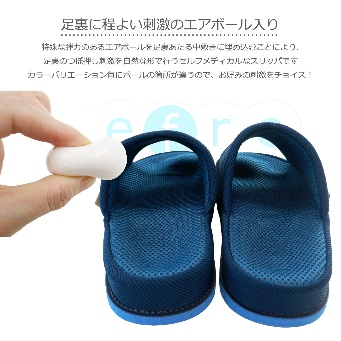 足裏に程よい刺激のエアボール入り
特殊な弾力のあるエアボールを足裏あたる中敷きに埋め込むことにより、
足裏のつぼ押し刺激を自然な形で行うセルフメディカルなスリッパです
カラーバリエーション毎にボールの箇所が違うので、お好みの刺激をチョイス！
efre